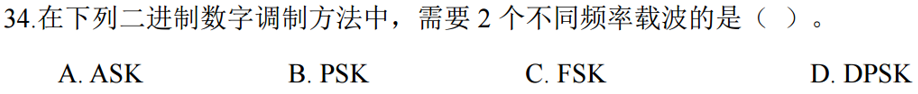 34.在下列二进制数字调制方法中，需要 2 个不同频率载波的是（ ）。
A. ASK B. PSK C. FSK D. DPSK